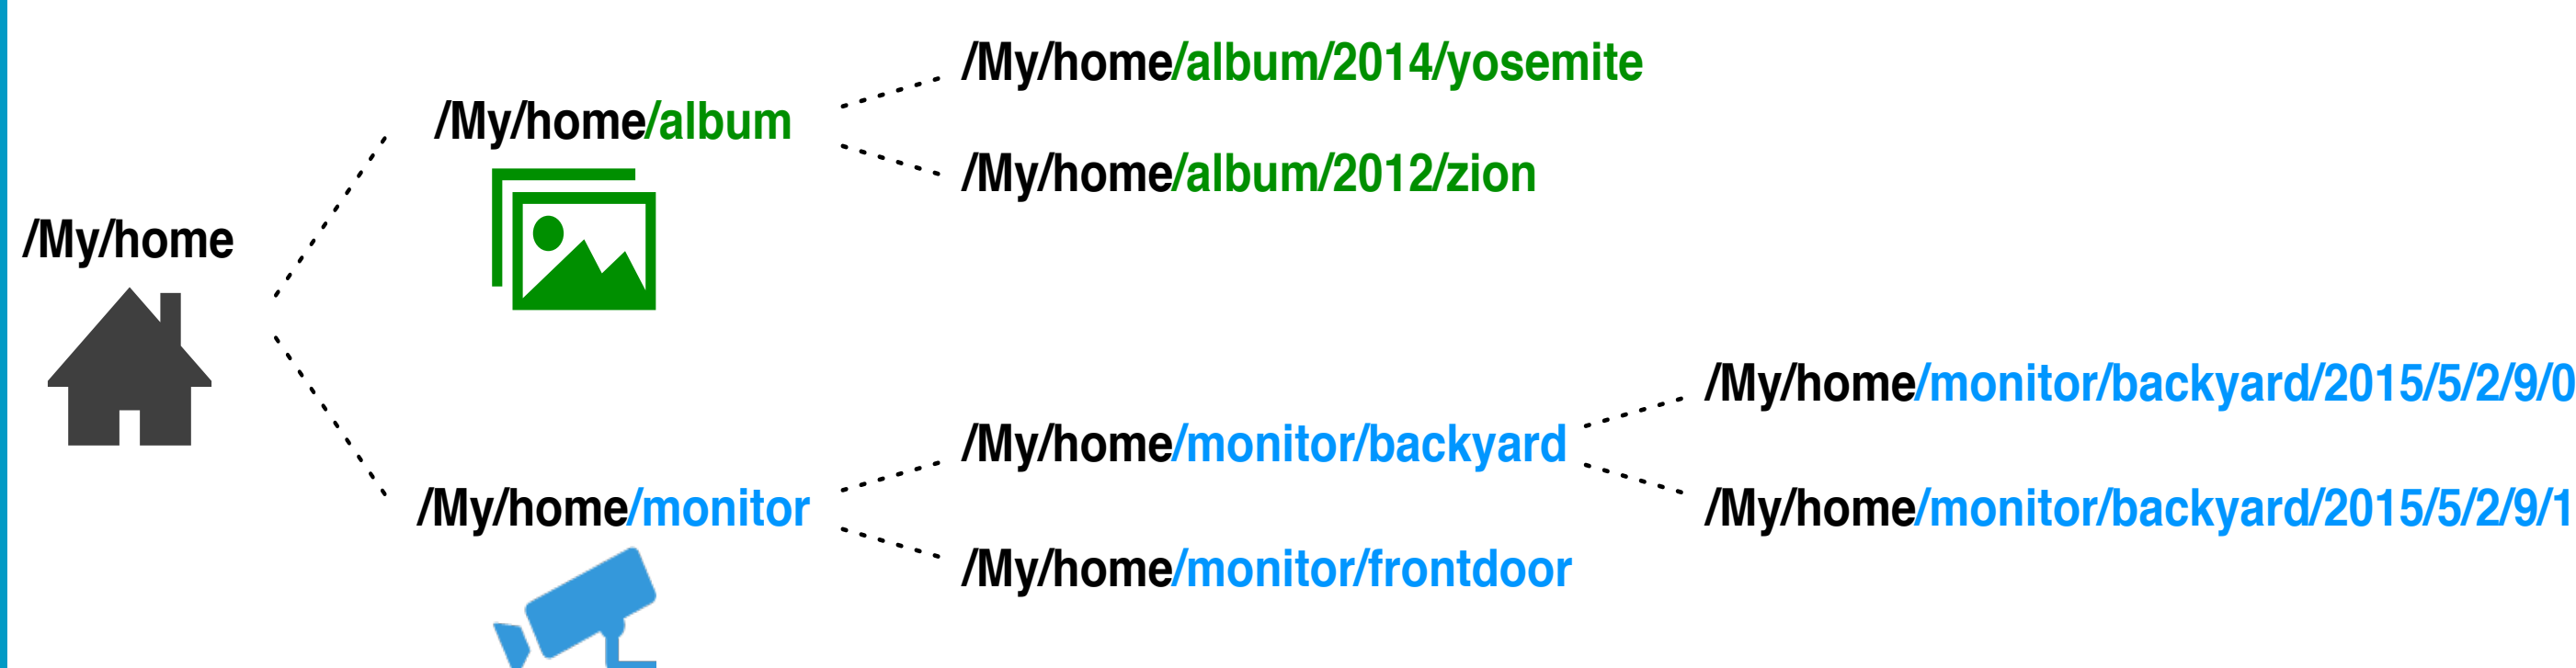 /My/home
/My/home/album
/My/home/album/2014/yosemite
/My/home/album/2012/zion
/My/home/monitor
/My/home/monitor/backyard
/My/home/monitor/frontdoor
/My/home/monitor/backyard/2015/5/2/9/0
/My/home/monitor/backyard/2015/5/2/9/1